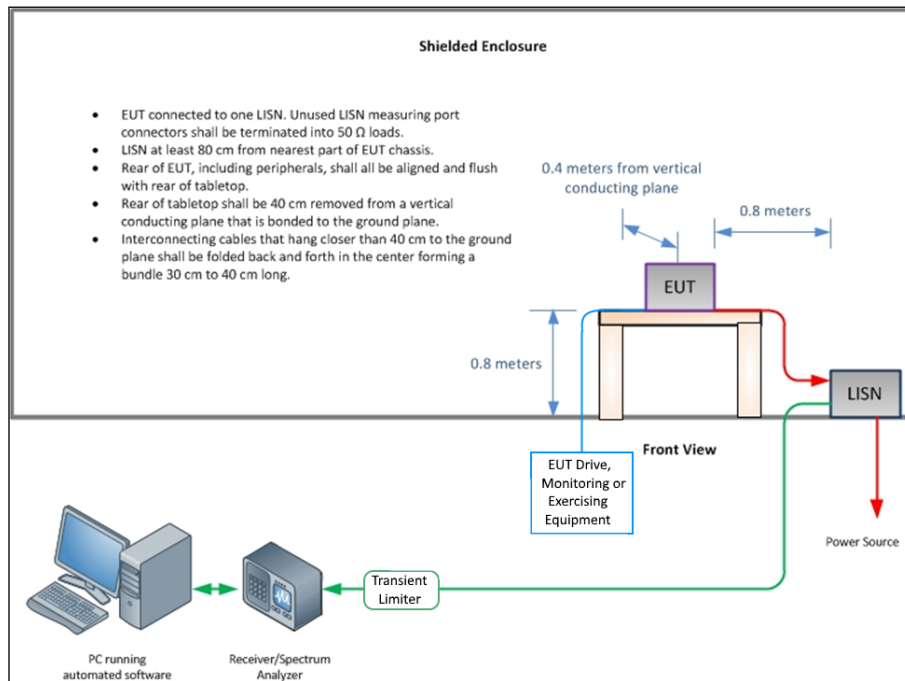 Shielded Enclosure
• EUT connected to one LISN. Unused LISN measuring port
connectors shall be terminated into 50 Ω loads.
• LISN at least 80 cm from nearest part of EUT chassis.
• Rear of EUT, including peripherals, shall all be aligned and flush
with rear of tabletop.
• Rear of tabletop shall be 40 cm removed from a vertical
conducting plane that is bonded to the ground plane.
• Interconnecting cables that hang closer than 40 cm to the ground
plane shall be folded back and forth in the center forming a
bundle 30 cm to 40 cm long.
0.4 meters from vertical
conducting plane
0.8 meters
EUT
0.8 meters
LISN
Front View
EUT Drive,
Monitoring or
Exercising
Equipment
Power Source
Transient
Limiter
PC running
automated software
Receiver/Spectrum
Analyzer